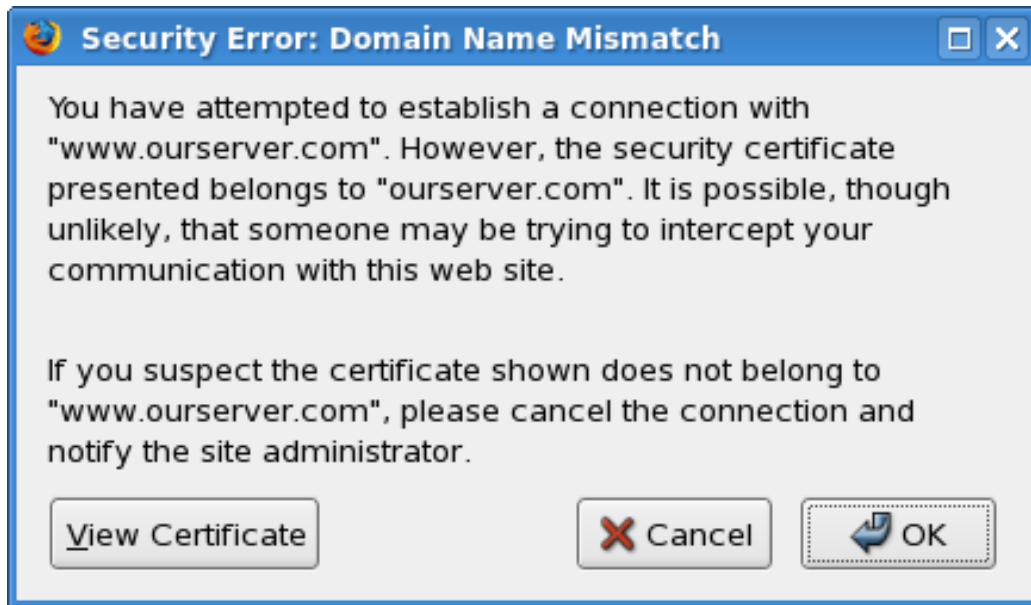 Security Error: Domain Name Mismatch
You have attempted to establish a connection with
"www.ourserver.com". However, the security certificate
presented belongs to "ourserver.com". It is possible, though
unlikely, that someone may be trying to intercept your
communication with this web site.
If you suspect the certificate shown does not belong to
"www.ourserver.com", please cancel the connection and
notify the site administrator.
View Certificate Cancel OK